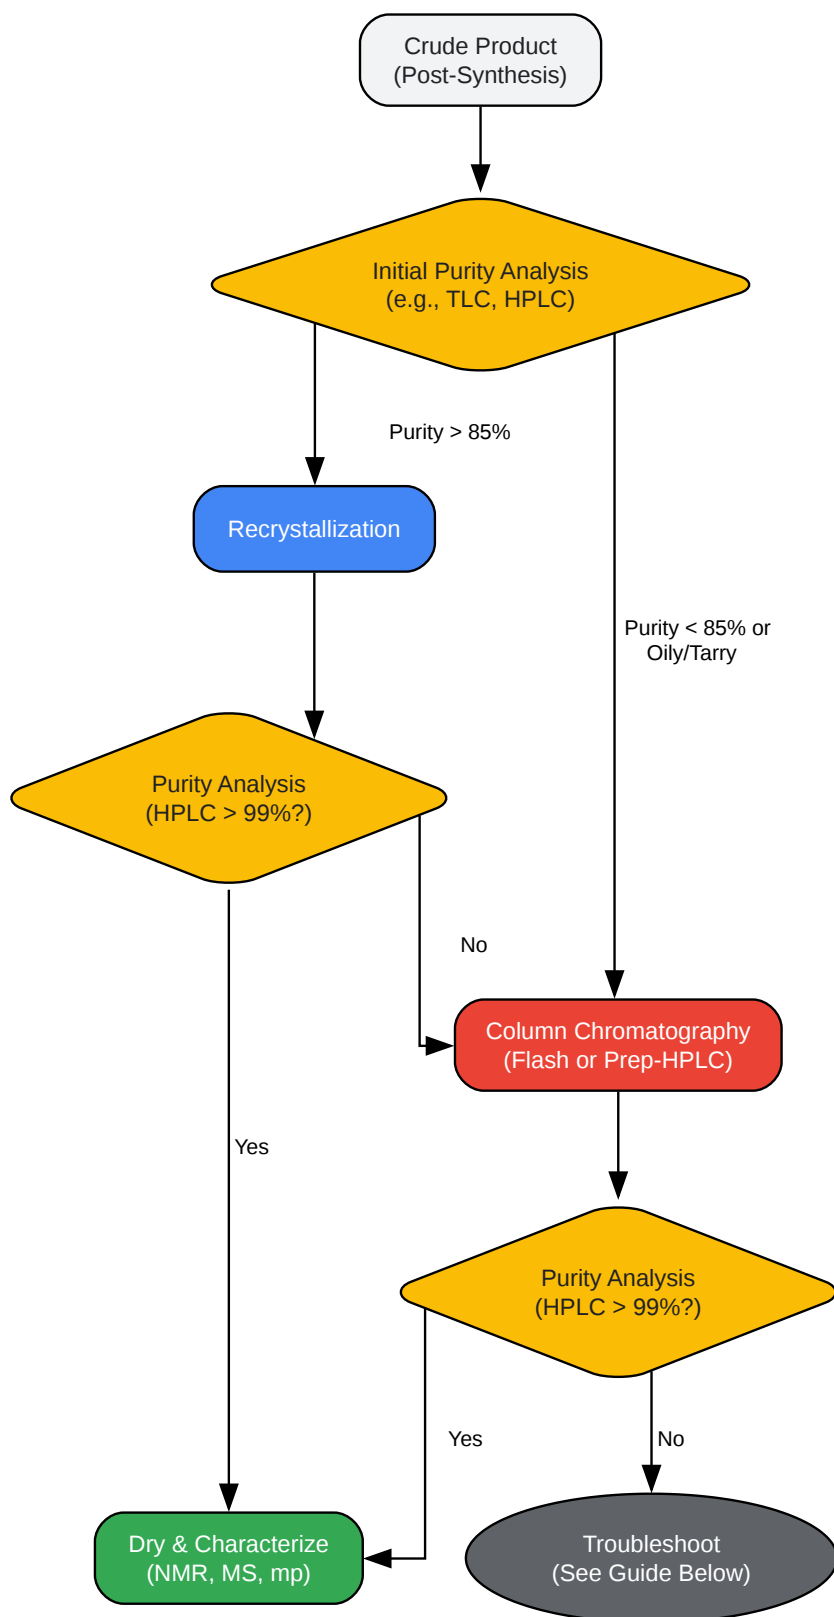 Crude Product
(Post-Synthesis)
Initial Purity Analysis
(e.g., TLC, HPLC)
Purity > 85%
Recrystallization
Purity < 85% or
Oily/Tarry
Purity Analysis
(HPLC > 99%?)
No
Column Chromatography
(Flash or Prep-HPLC)
Yes
Purity Analysis
(HPLC > 99%?)
Yes
No
Dry & Characterize
(NMR, MS, mp)
Troubleshoot
(See Guide Below)